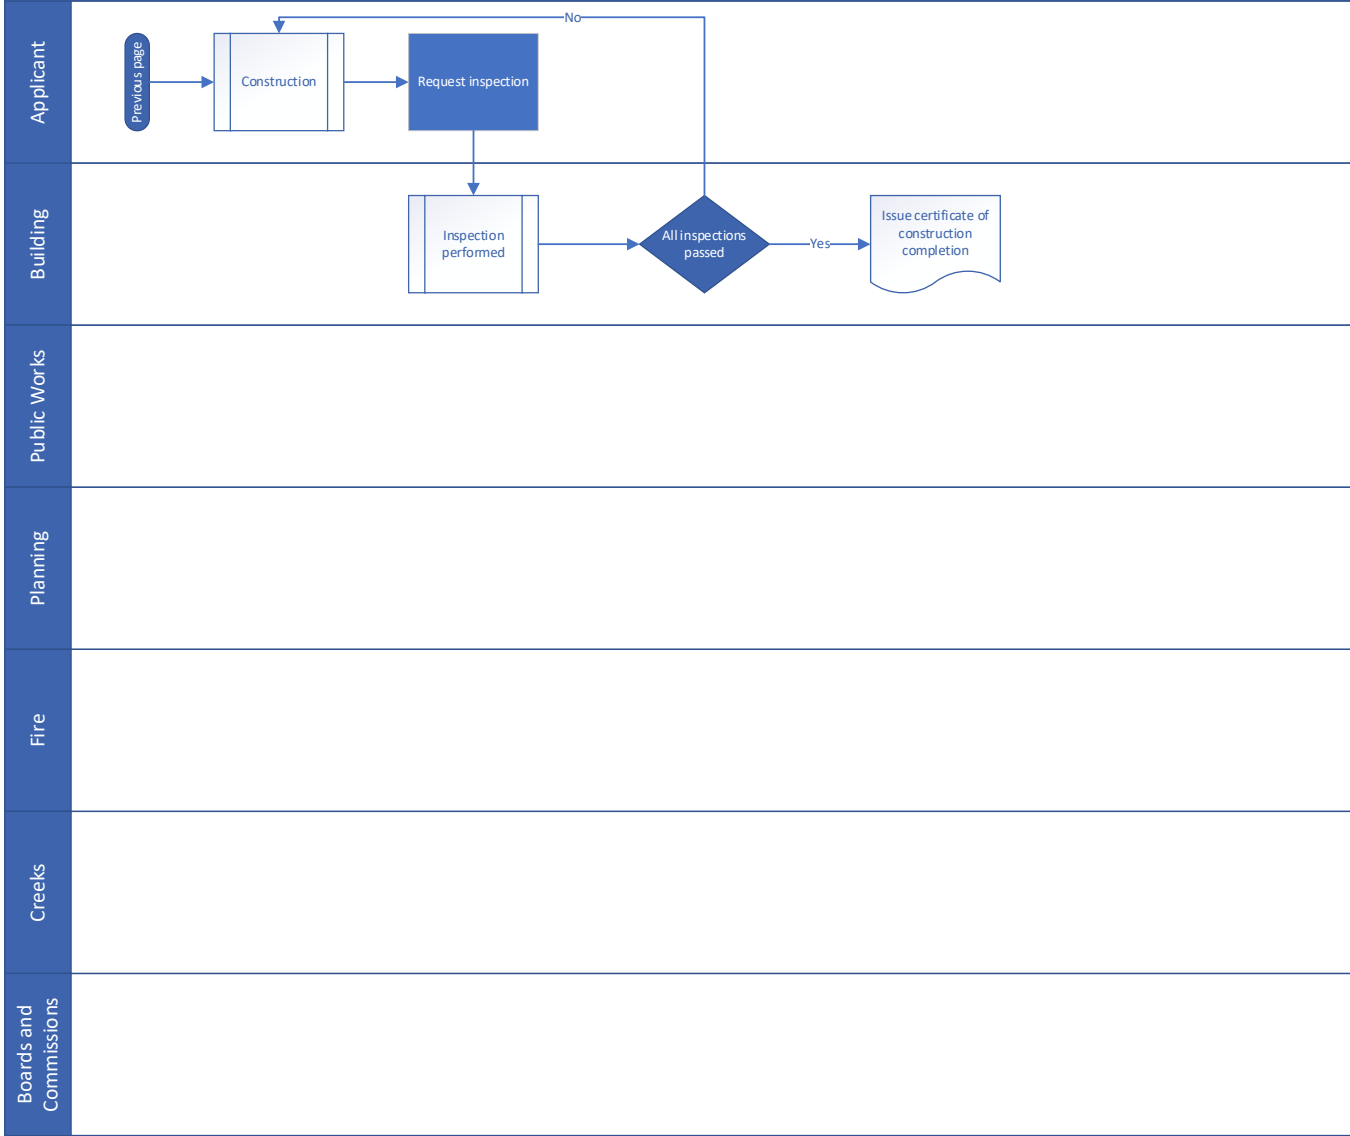 Applicant
Previous page
Construction
Request inspection
No
Building
Inspection
performed
All inspections
passed
Yes
Issue certificate of
construction
completion
Public Works
Planning
Fire
Creeks
Boards and
Commissions